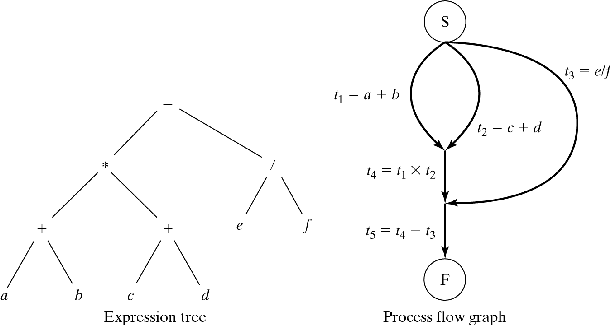 −
*
/
+
+
e
f
a
b
c
d
Expression tree
S
t₃ = e/f
t₁ − a + b
t₂ − c + d
t₄ = t₁ × t₂
t₅ = t₄ − t₃
F
Process flow graph